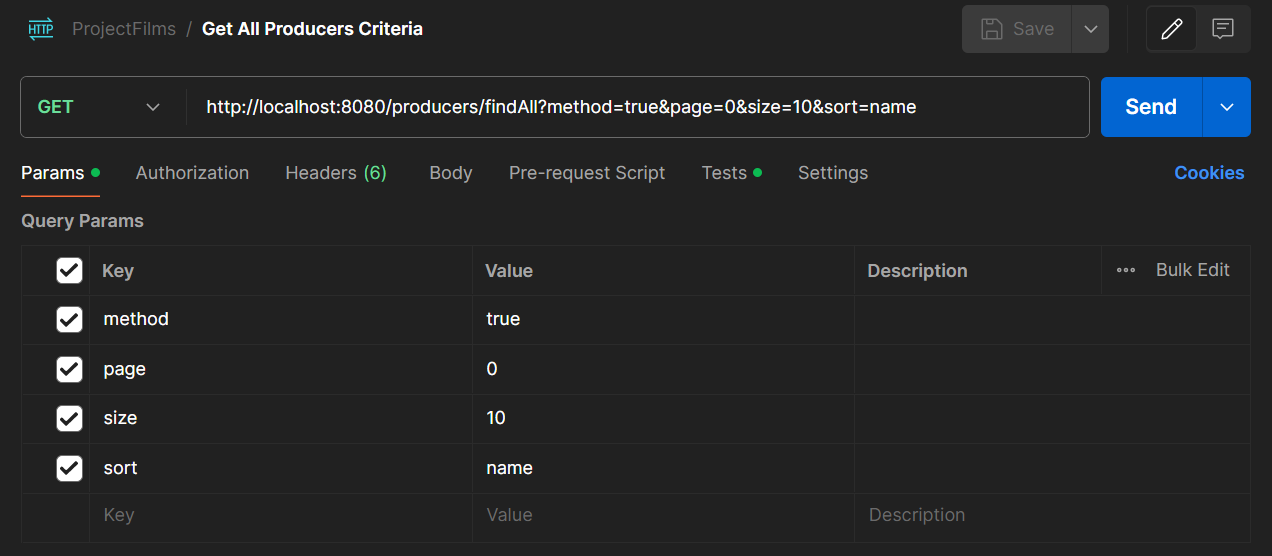 HTTP ProjectFilms / Get All Producers Criteria Save
GET http://localhost:8080/producers/findAll?method=true&page=0&size=10&sort=name Send
Params Authorization Headers (6) Body Pre-request Script Tests Settings Cookies
Query Params
Key Value Description Bulk Edit
method true
page 0
size 10
sort name
Key Value Description